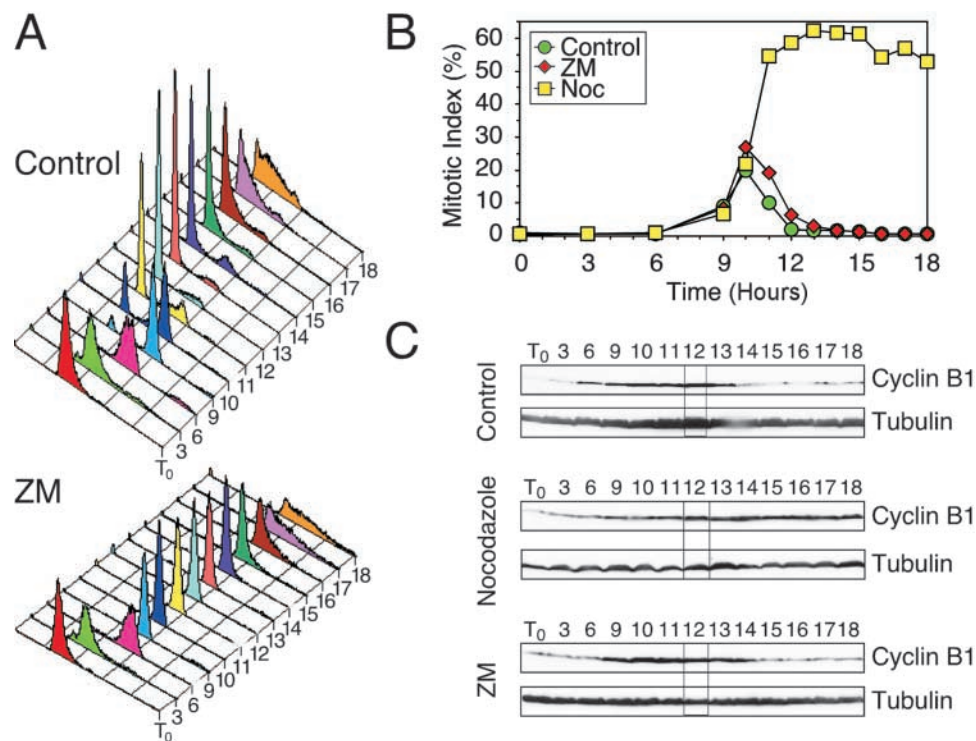 A
Control
T0 3 6 9 10 11 12 13 14 15 16 17 18
ZM
T0 3 6 9 10 11 12 13 14 15 16 17 18
B
Mitotic Index (%)
60
50
40
30
20
10
0
Control
ZM
Noc
0 3 6 9 12 15 18
Time (Hours)
C
Control
T0 3 6 9 10 11 12 13 14 15 16 17 18
Cyclin B1
Tubulin
Nocodazole
T0 3 6 9 10 11 12 13 14 15 16 17 18
Cyclin B1
Tubulin
ZM
T0 3 6 9 10 11 12 13 14 15 16 17 18
Cyclin B1
Tubulin